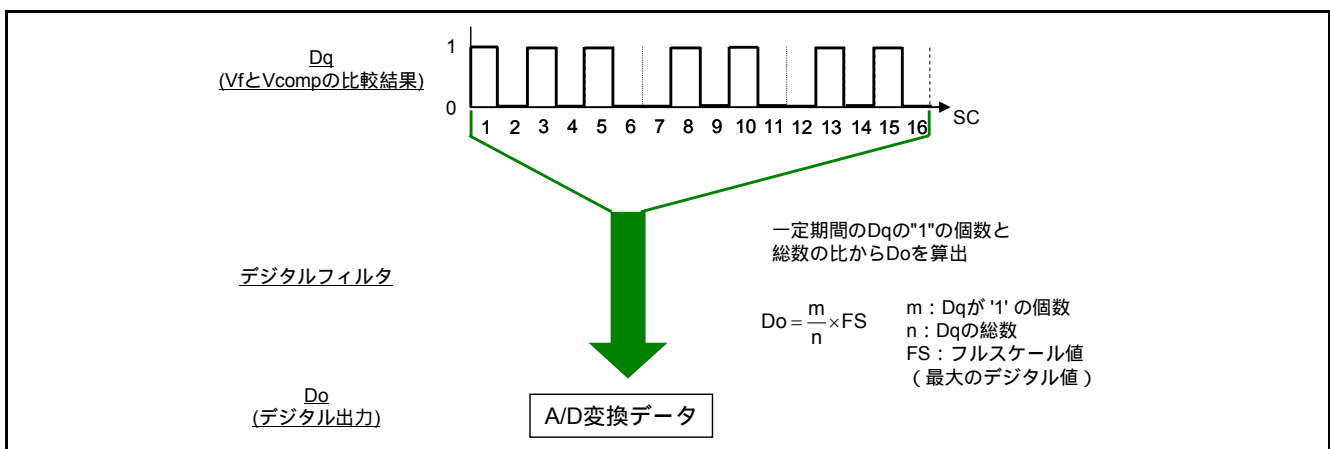 Dq
(VfとVcompの比較結果)
1
0
1 2 3 4 5 6 7 8 9 10 11 12 13 14 15 16
SC
一定期間のDqの"1"の個数と
総数の比からDoを算出
デジタルフィルタ
Do = m/n × FS
m:Dqが '1' の個数
n:Dqの総数
FS:フルスケール値
(最大のデジタル値)
Do
(デジタル出力)
A/D変換データ